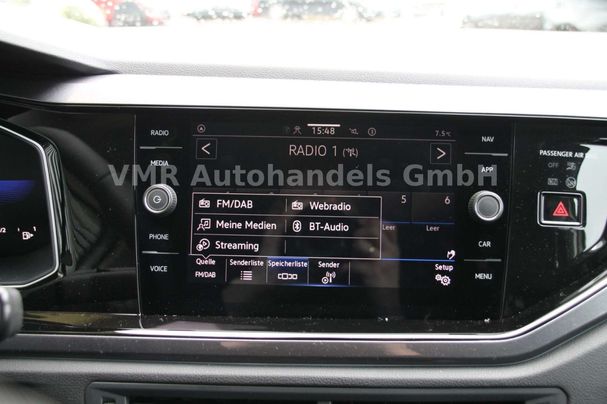 15:48
7.5°C
RADIO
NAV
RADIO 1
MEDIA
APP
PASSENGER AIR
OFF
VMR Autohandels GmbH
FM/DAB
Webradio
5
6
Meine Medien
BT-Audio
Leer
Leer
Streaming
PHONE
CAR
VOICE
MENU
Quelle
Senderliste
Speicherliste
Sender
Setup
FM/DAB